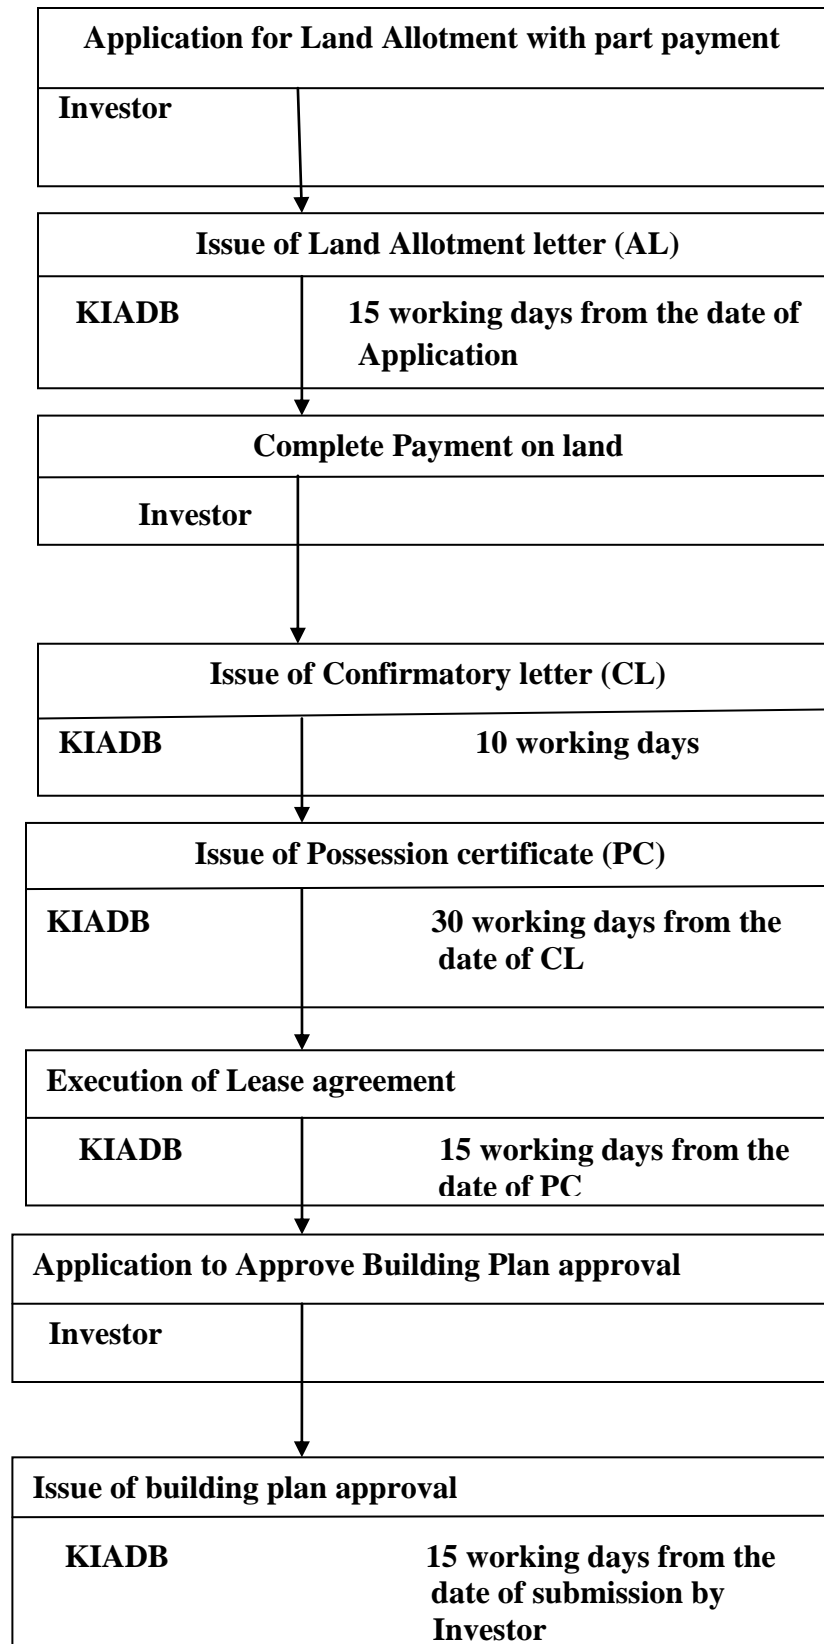 Application for Land Allotment with part payment
Investor
Issue of Land Allotment letter (AL)
KIADB 15 working days from the date of
Application
Complete Payment on land
Investor
Issue of Confirmatory letter (CL)
KIADB 10 working days
Issue of Possession certificate (PC)
KIADB 30 working days from the
date of CL
Execution of Lease agreement
KIADB 15 working days from the
date of PC
Application to Approve Building Plan approval
Investor
Issue of building plan approval
KIADB 15 working days from the
date of submission by
Investor